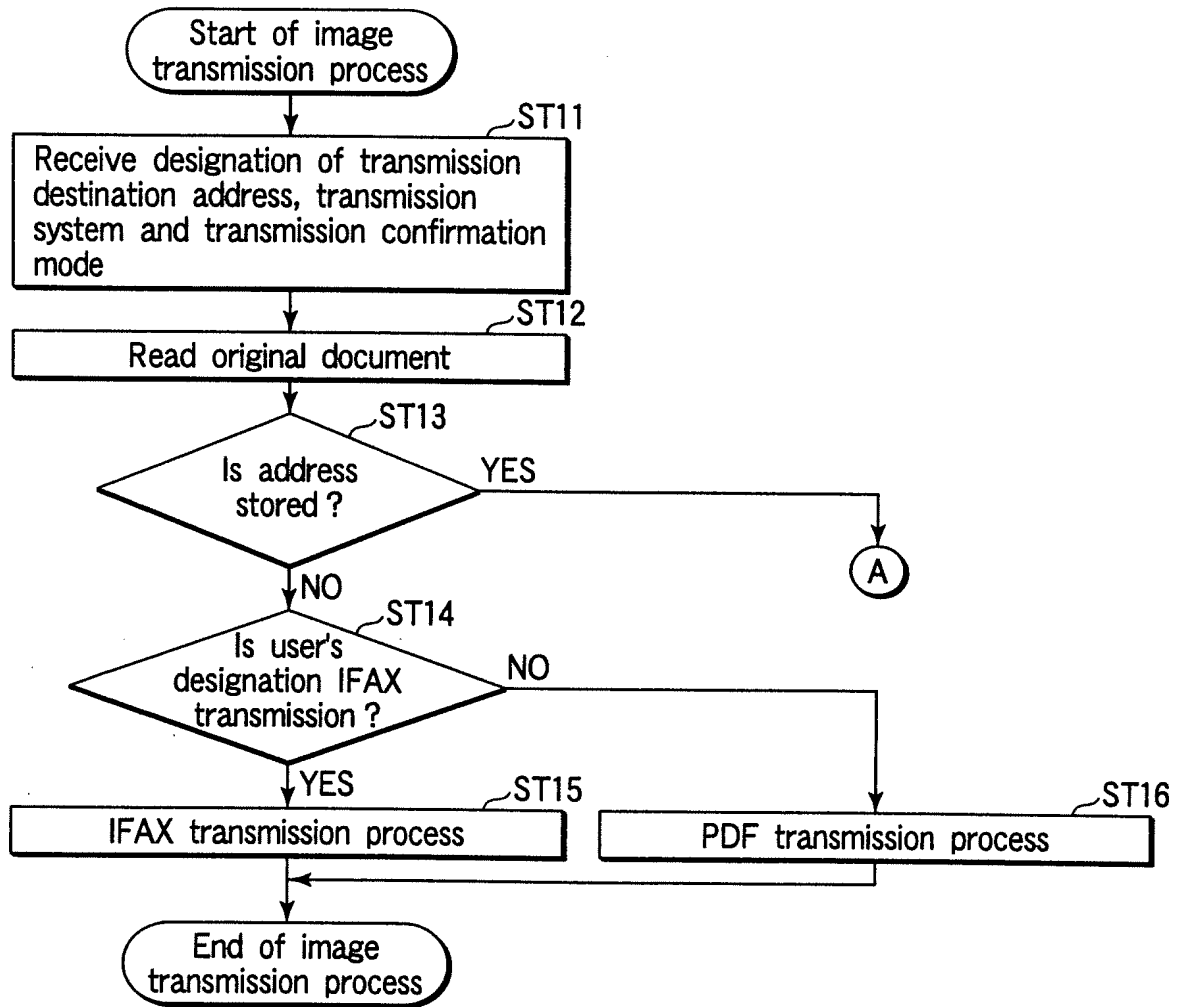 Start of image
transmission process
ST11
Receive designation of transmission
destination address, transmission
system and transmission confirmation
mode
ST12
Read original document
ST13
Is address
stored ?
YES
A
NO
ST14
Is user's
designation IFAX
transmission ?
NO
YES
ST15
IFAX transmission process
ST16
PDF transmission process
End of image
transmission process